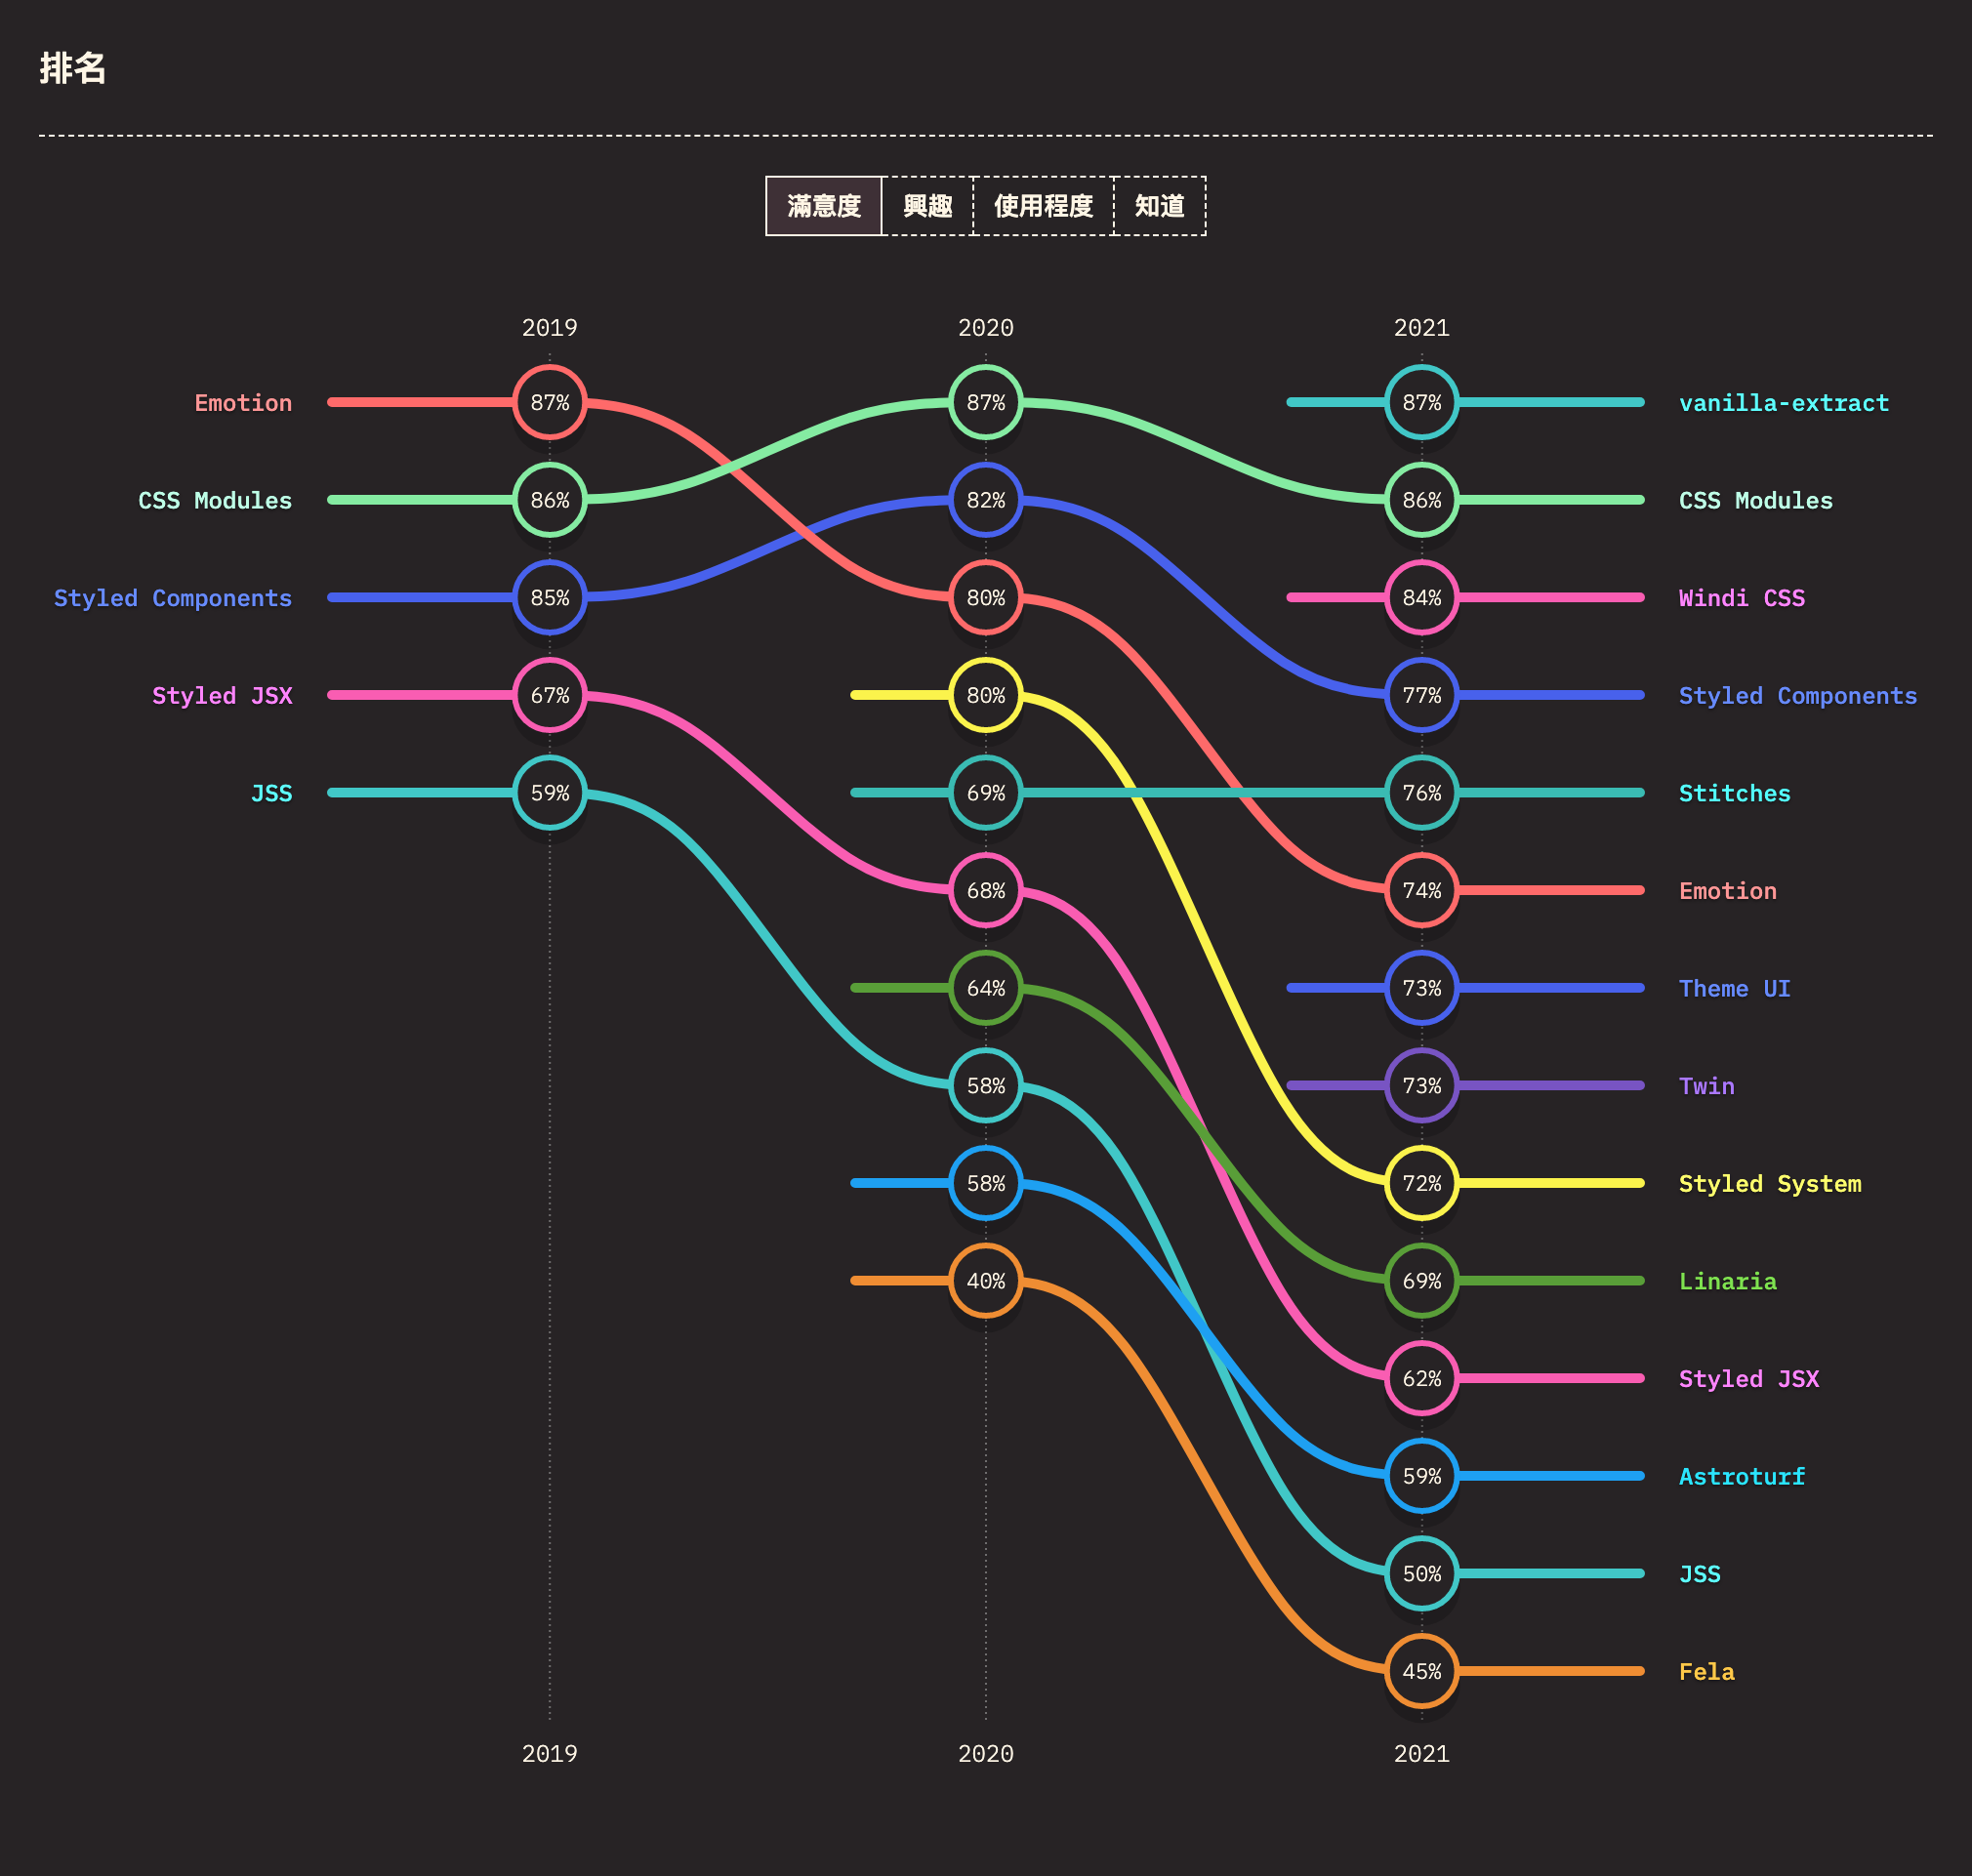 排名
滿意度 興趣 使用程度 知道
2019 2020 2021
Emotion 87% 87% 87% vanilla-extract
CSS Modules 86% 82% 86% CSS Modules
Styled Components 85% 80% 84% Windi CSS
Styled JSX 67% 80% 77% Styled Components
JSS 59% 69% 76% Stitches
68% 74% Emotion
64% 73% Theme UI
58% 73% Twin
58% 72% Styled System
40% 69% Linaria
62% Styled JSX
59% Astroturf
50% JSS
45% Fela
2019 2020 2021